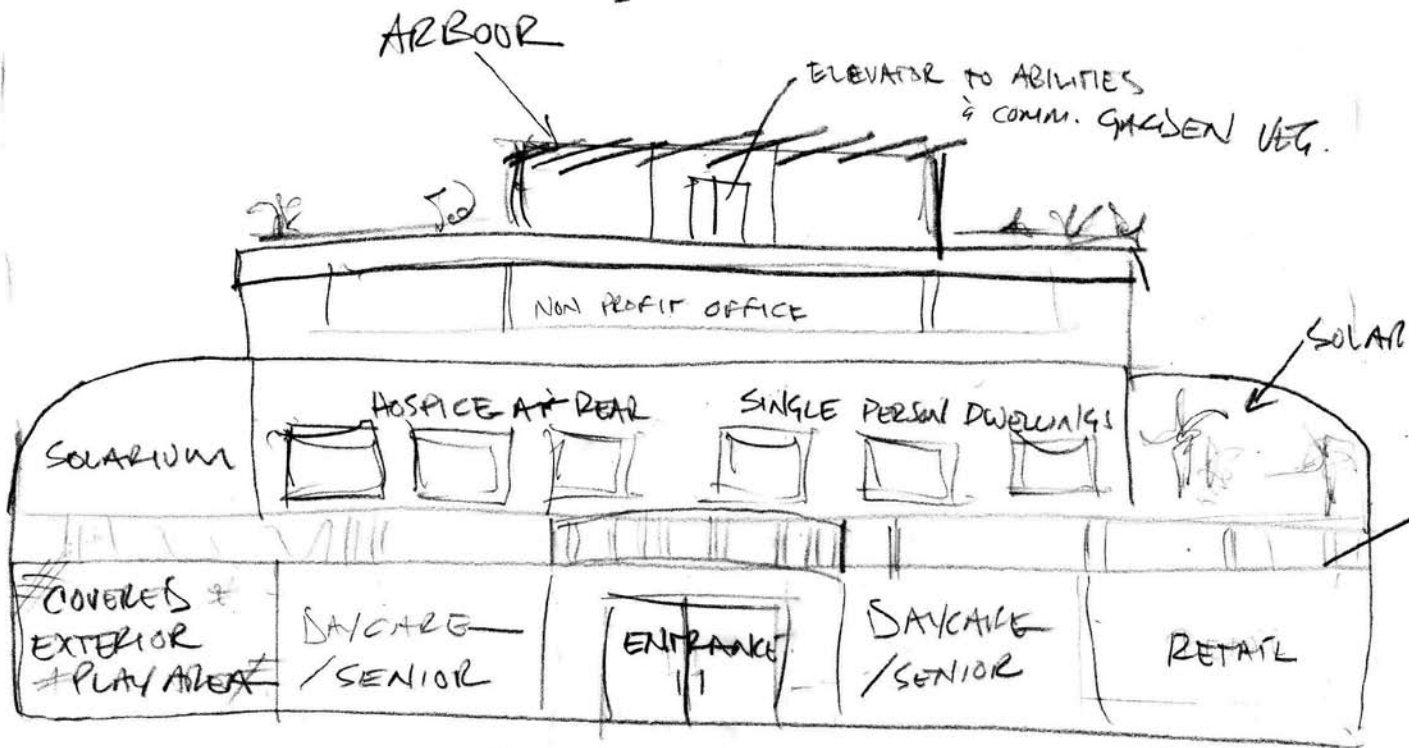 ARBOUR
ELEVATOR TO ABILITIES
& COMM. GARDEN VEG.
NON PROFIT OFFICE
SOLAR
HOSPICE AT REAR
SINGLE PERSON DWELLINGS
SOLARIUM
COVERED
EXTERIOR
PLAY AREA
DAYCARE
/SENIOR
ENTRANCE
DAYCARE
/SENIOR
RETAIL